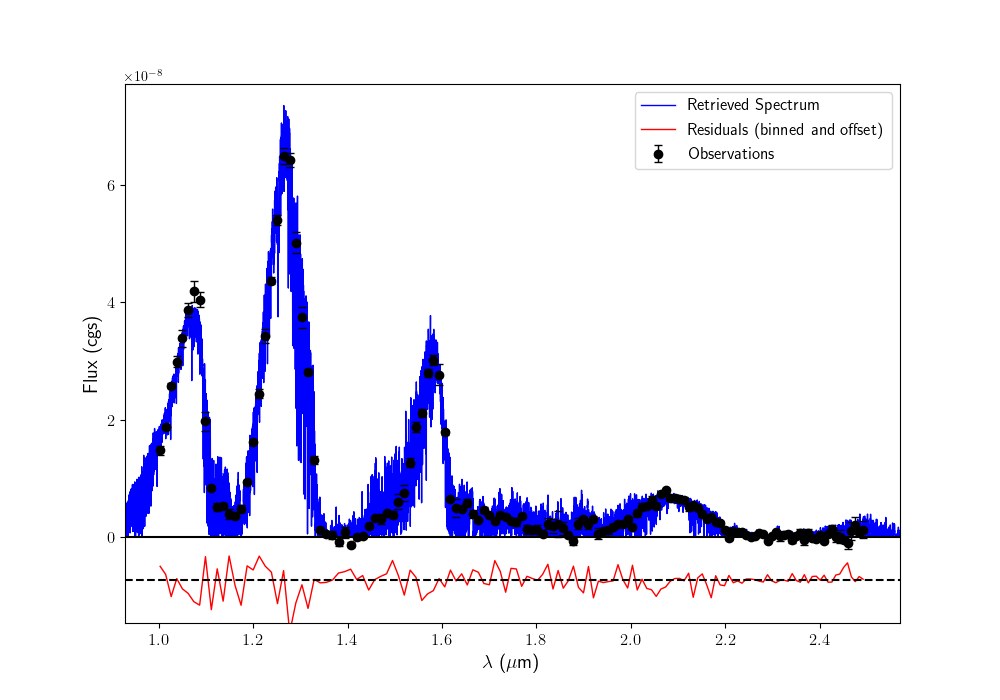 ×10⁻⁸
Retrieved Spectrum
Residuals (binned and offset)
Observations
6
4
2
0
Flux (cgs)
1.0 1.2 1.4 1.6 1.8 2.0 2.2 2.4
λ (μm)